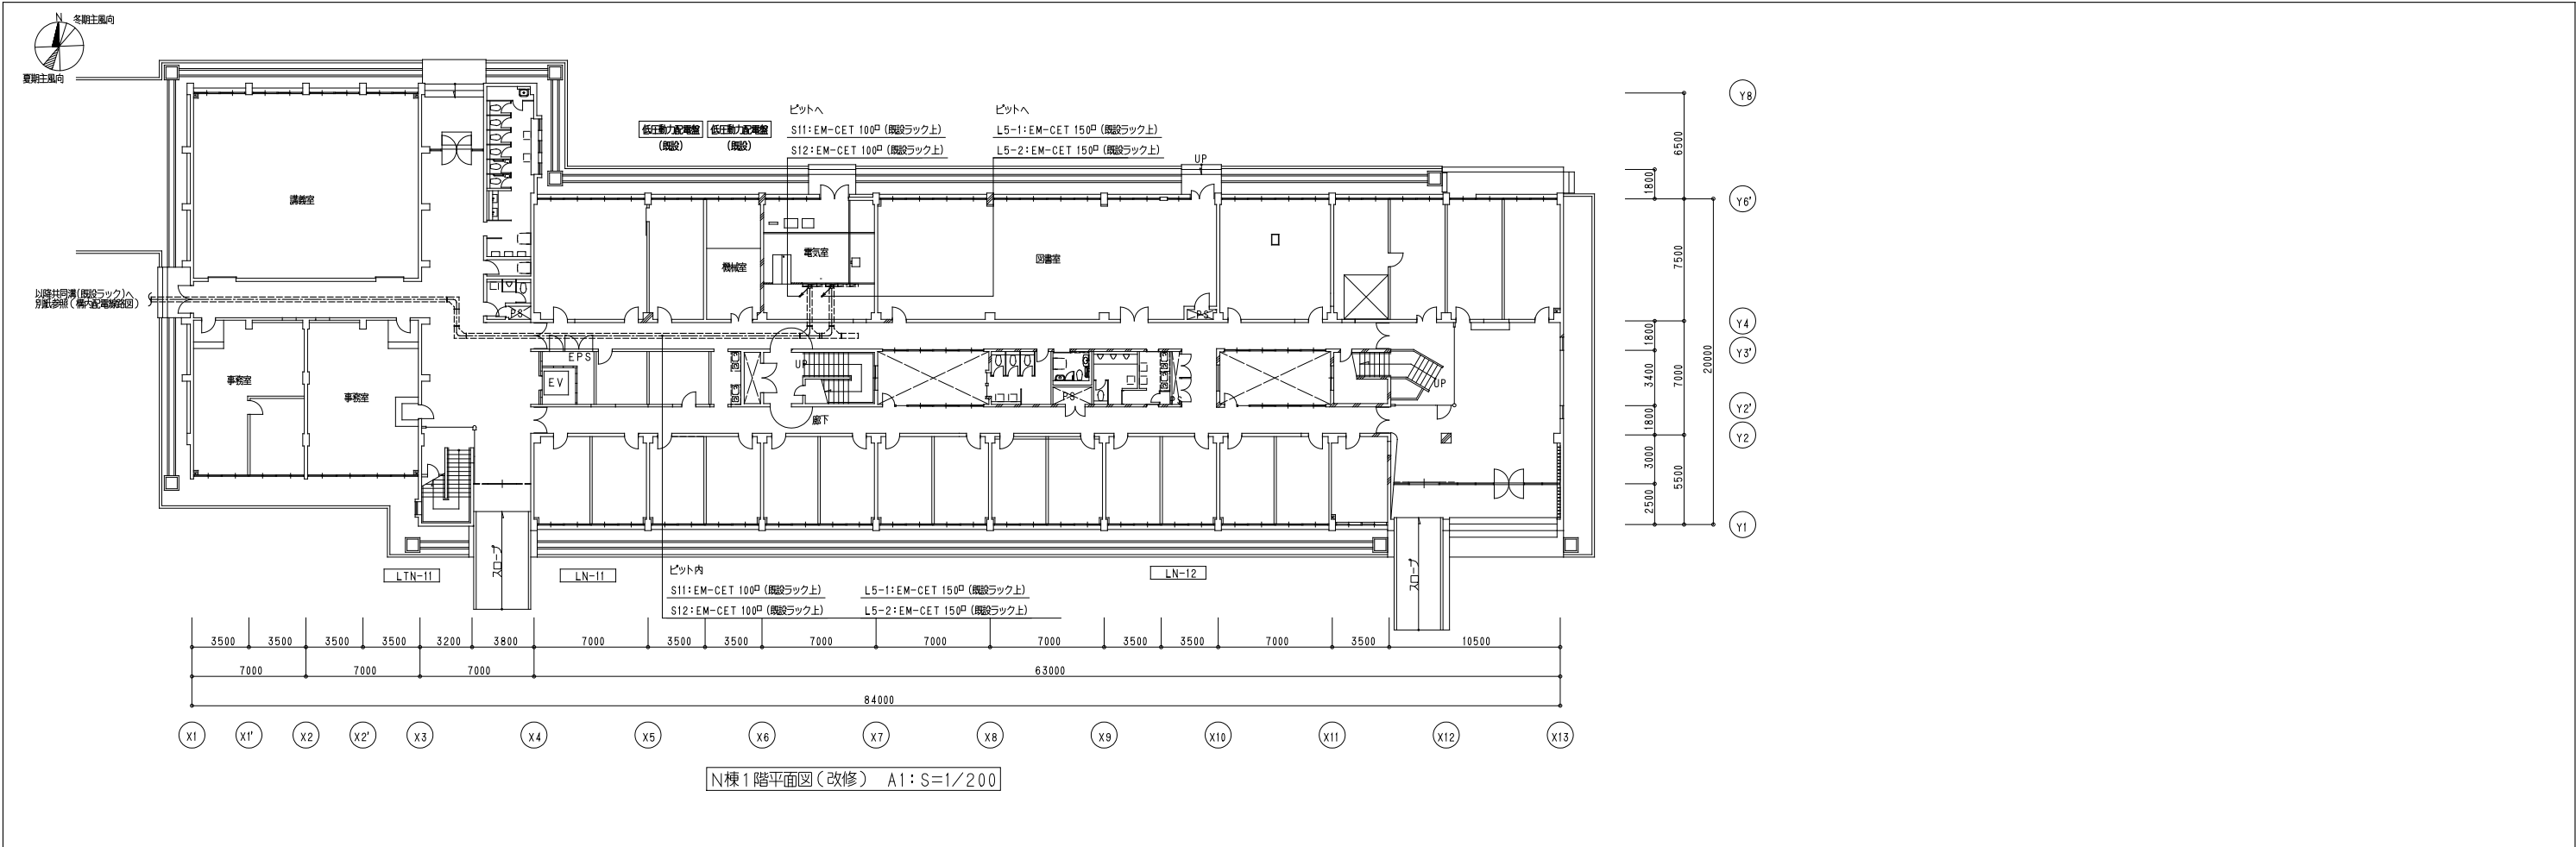 N 冬期主風向
夏期主風向
Y8
ピットへ
S11:EM-CET 100□ (既設ラック上)
S12:EM-CET 100□ (既設ラック上)
ピットへ
L5-1:EM-CET 150□ (既設ラック上)
L5-2:EM-CET 150□ (既設ラック上)
低圧動力配電盤
(既設)
低圧動力配電盤
(既設)
UP
6500
1800
Y6'
講義室
機械室
電気室
図書室
7500
以降共同溝(既設ラック)へ
別紙参照(構内配電線路図)
PS
PS
Y4
1800
Y3'
EPS
EV
UP
PS
UP
3400
7000
20000
事務室
事務室
廊下
Y2'
1800
Y2
3000
5500
2500
Y1
スロープ
スロープ
LTN-11
LN-11
LN-12
ピット内
S11:EM-CET 100□ (既設ラック上)
L5-1:EM-CET 150□ (既設ラック上)
S12:EM-CET 100□ (既設ラック上)
L5-2:EM-CET 150□ (既設ラック上)
3500 3500 3500 3500 3200 3800 7000 3500 3500 7000 7000 7000 3500 3500 7000 3500 10500
7000 7000 7000 63000
84000
X1 X1' X2 X2' X3 X4 X5 X6 X7 X8 X9 X10 X11 X12 X13
N棟1階平面図(改修) A1:S=1/200